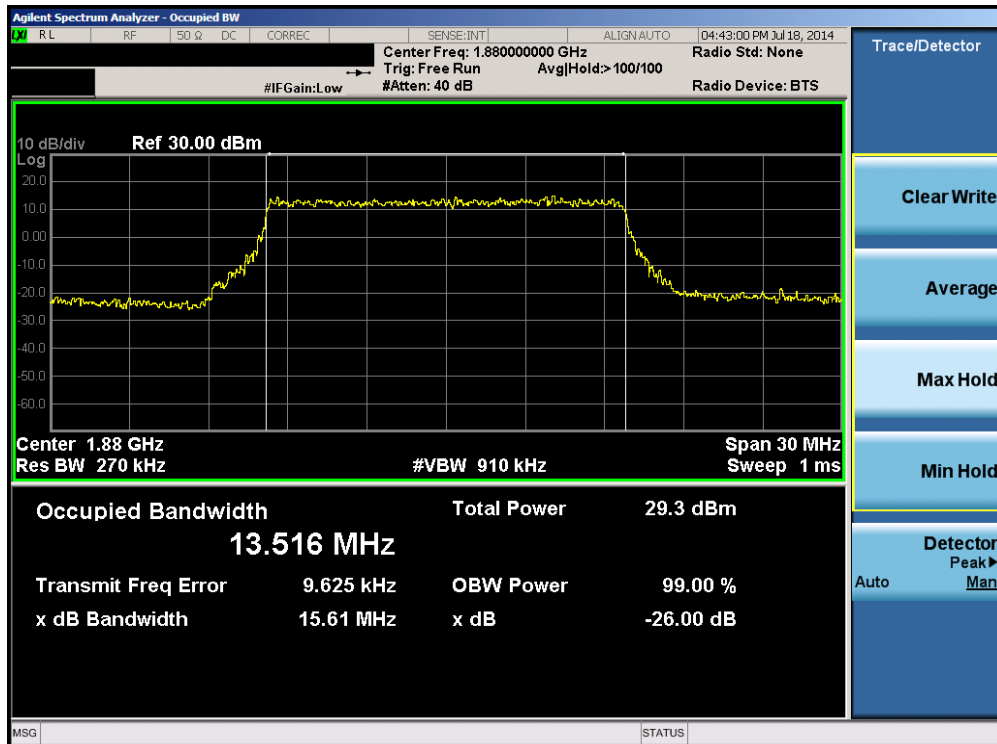 Agilent Spectrum Analyzer - Occupied BW
LXI RL RF 50 Ω DC CORREC SENSE:INT ALIGN AUTO 04:43:00 PM Jul 18, 2014
Center Freq: 1.880000000 GHz Radio Std: None
Trig: Free Run Avg|Hold:>100/100
#IFGain:Low #Atten: 40 dB Radio Device: BTS
10 dB/div Ref 30.00 dBm
Log
20.0
10.0
0.00
-10.0
-20.0
-30.0
-40.0
-50.0
-60.0
Center 1.88 GHz Span 30 MHz
Res BW 270 kHz #VBW 910 kHz Sweep 1 ms
Occupied Bandwidth Total Power 29.3 dBm
13.516 MHz
Transmit Freq Error 9.625 kHz OBW Power 99.00 %
x dB Bandwidth 15.61 MHz x dB -26.00 dB
MSG STATUS
Trace/Detector
Clear Write
Average
Max Hold
Min Hold
Detector
Peak▶
Auto Man